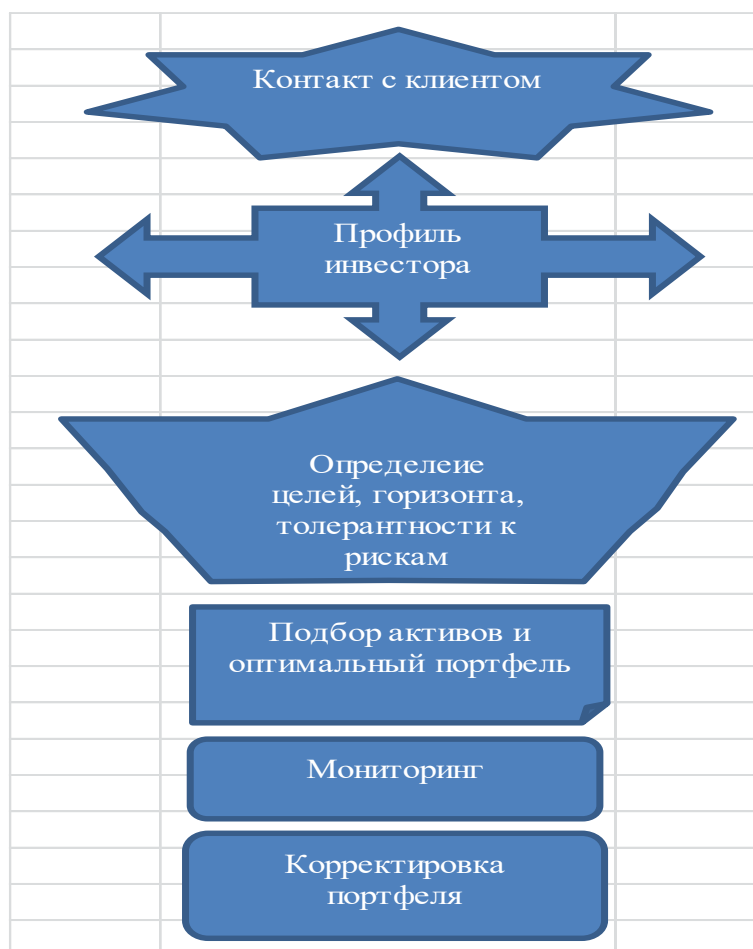 Контакт с клиентом
Профиль
инвестора
Определеие
целей, горизонта,
толерантности к
рискам
Подбор активов и
оптимальный портфель
Мониторинг
Корректировка
портфеля